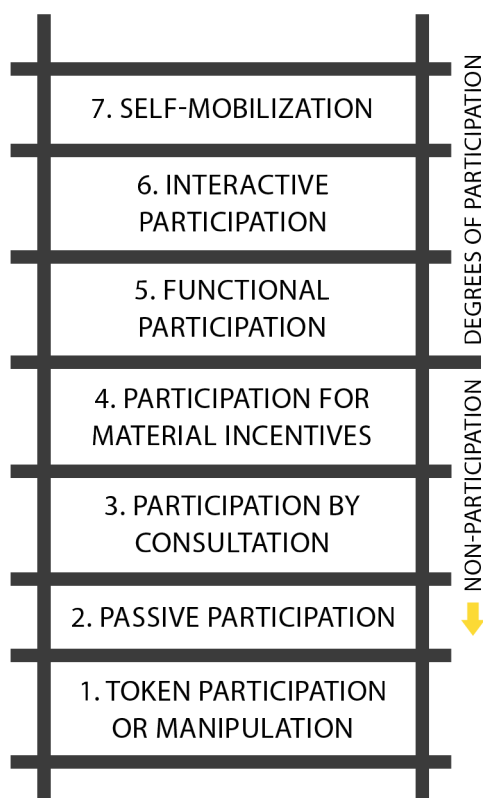 7. SELF-MOBILIZATION
6. INTERACTIVE
PARTICIPATION
5. FUNCTIONAL
PARTICIPATION
4. PARTICIPATION FOR
MATERIAL INCENTIVES
3. PARTICIPATION BY
CONSULTATION
2. PASSIVE PARTICIPATION
1. TOKEN PARTICIPATION
OR MANIPULATION
DEGREES OF PARTICIPATION
NON-PARTICIPATION